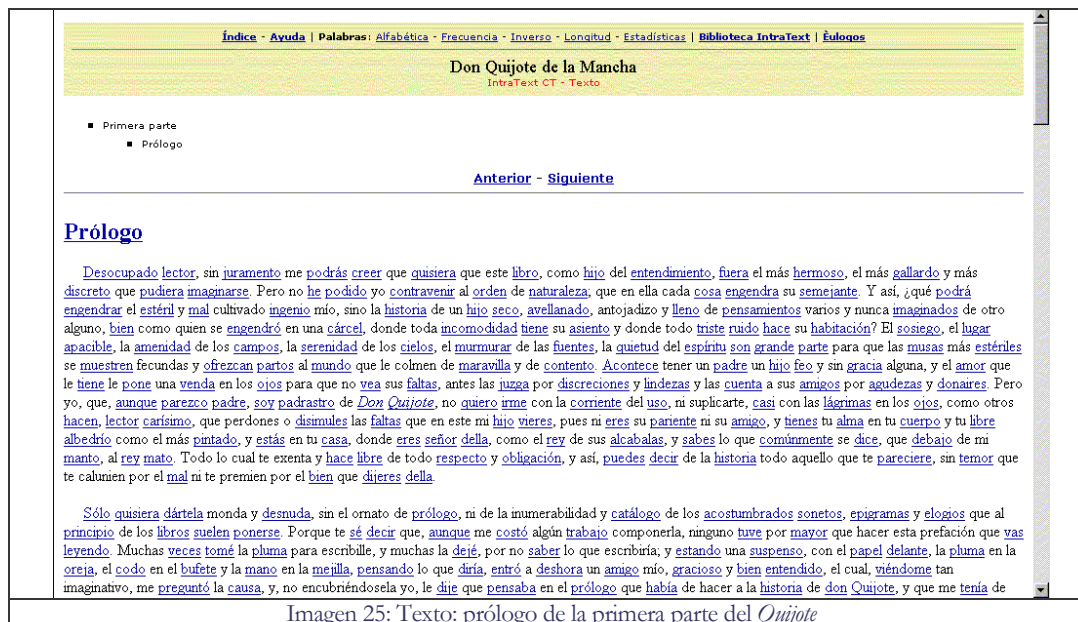 Índice - Ayuda | Palabras: Alfabética - Frecuencia - Inverso - Longitud - Estadísticas | Biblioteca IntraText | Èulogos
Don Quijote de la Mancha
IntraText CT - Texto
Primera parte
Prólogo
Anterior - Siguiente
Prólogo
Desocupado lector, sin juramento me podrás creer que quisiera que este libro, como hijo del entendimiento, fuera el más hermoso, el más gallardo y más
discreto que pudiera imaginarse. Pero no he podido yo contravenir al orden de naturaleza; que en ella cada cosa engendra su semejante. Y así, ¿qué podrá
engendrar el estéril y mal cultivado ingenio mío, sino la historia de un hijo seco, avellanado, antojadizo y lleno de pensamientos varios y nunca imaginados de otro
alguno, bien como quien se engendró en una cárcel, donde toda incomodidad tiene su asiento y donde todo triste ruido hace su habitación? El sosiego, el lugar
apacible, la amenidad de los campos, la serenidad de los cielos, el murmurar de las fuentes, la quietud del espíritu son grande parte para que las musas más estériles
se muestren fecundas y ofrezcan partos al mundo que le colmen de maravilla y de contento. Acontece tener un padre un hijo feo y sin gracia alguna, y el amor que
le tiene le pone una venda en los ojos para que no vea sus faltas, antes las juzga por discreciones y lindezas y las cuenta a sus amigos por agudezas y donaires. Pero
yo, que, aunque parezco padre, soy padrastro de Don Quijote, no quiero irme con la corriente del uso, ni suplicarte, casi con las lágrimas en los ojos, como otros
hacen, lector carísimo, que perdones o disimules las faltas que en este mi hijo vieres, pues ni eres su pariente ni su amigo, y tienes tu alma en tu cuerpo y tu libre
albedrío como el más pintado, y estás en tu casa, donde eres señor della, como el rey de sus alcabalas, y sabes lo que comúnmente se dice, que debajo de mi
manto, al rey mato. Todo lo cual te exenta y hace libre de todo respecto y obligación, y así, puedes decir de la historia todo aquello que te pareciere, sin temor que
te calunien por el mal ni te premien por el bien que dijeres della.
Sólo quisiera dártela monda y desnuda, sin el ornato de prólogo, ni de la inumerabilidad y catálogo de los acostumbrados sonetos, epigramas y elogios que al
principio de los libros suelen ponerse. Porque te sé decir que, aunque me costó algún trabajo componerla, ninguno tuve por mayor que hacer esta prefación que vas
leyendo. Muchas veces tomé la pluma para escribille, y muchas la dejé, por no saber lo que escribiría; y estando una suspenso, con el papel delante, la pluma en la
oreja, el codo en el bufete y la mano en la mejilla, pensando lo que diría, entró a deshora un amigo mío, gracioso y bien entendido, el cual, viéndome tan
imaginativo, me preguntó la causa, y, no encubriéndosela yo, le dije que pensaba en el prólogo que había de hacer a la historia de don Quijote, y que me tenía de
Imagen 25: Texto: prólogo de la primera parte del Quijote